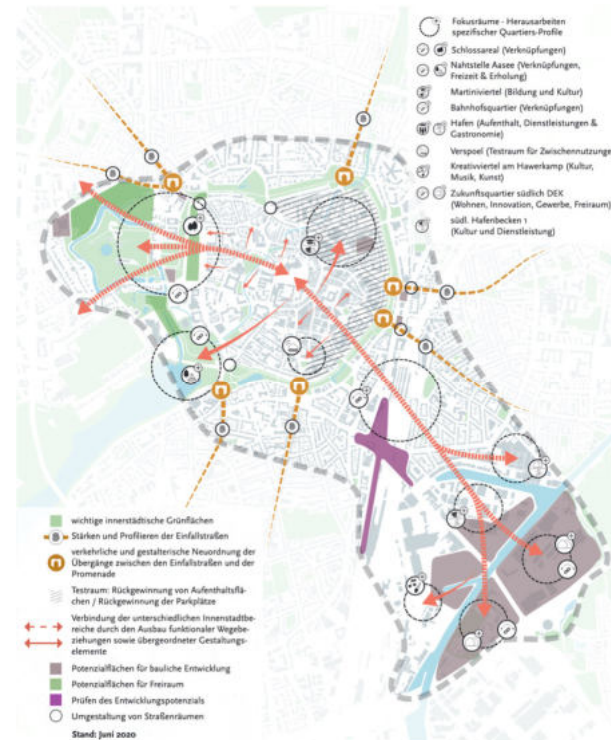 Fokusräume - Herausarbeiten
spezifischer Quartiers-Profile
Schlossareal (Verknüpfungen)
Nahtstelle Aasee (Verknüpfungen,
Freizeit & Erholung)
Martiniviertel (Bildung und Kultur)
Bahnhofsquartier (Verknüpfungen)
Hafen (Aufenthalt, Dienstleistungen &
Gastronomie)
Verspoel (Testraum für Zwischennutzunge
Kreativviertel am Hawerkamp (Kultur,
Musik, Kunst)
Zukunftsquartier südlich DEK
(Wohnen, Innovation, Gewerbe, Freiraum)
südl. Hafenbecken 1
(Kultur und Dienstleistung)
wichtige innerstädtische Grünflächen
Stärken und Profilieren der Einfallstraßen
verkehrliche und gestalterische Neuordnung der
Übergänge zwischen den Einfallstraßen und der
Promenade
Testraum: Rückgewinnung von Aufenthaltsflä-
chen / Rückgewinnung der Parkplätze
Verbindung der unterschiedlichen Innenstadtbe-
reiche durch den Ausbau funktionaler Wegebe-
ziehungen sowie übergeordneter Gestaltungs-
elemente
Potenzialflächen für bauliche Entwicklung
Potenzialflächen für Freiraum
Prüfen des Entwicklungspotenzials
Umgestaltung von Straßenräumen
Stand: Juni 2020